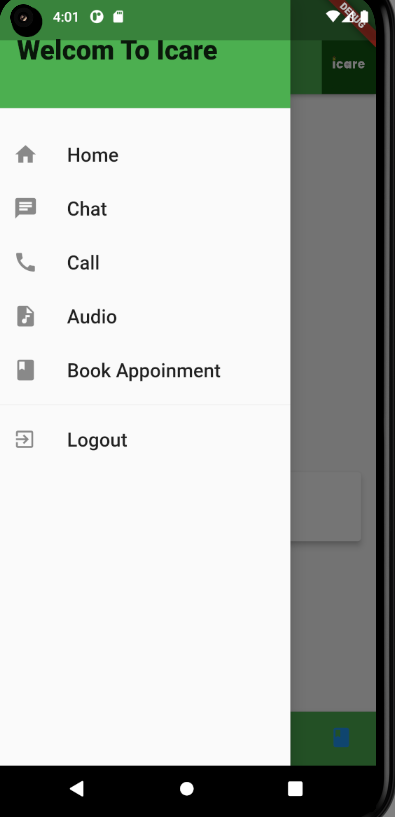 4:01
DEBUG
Welcom To Icare
icare
Home
Chat
Call
Audio
Book Appoinment
Logout